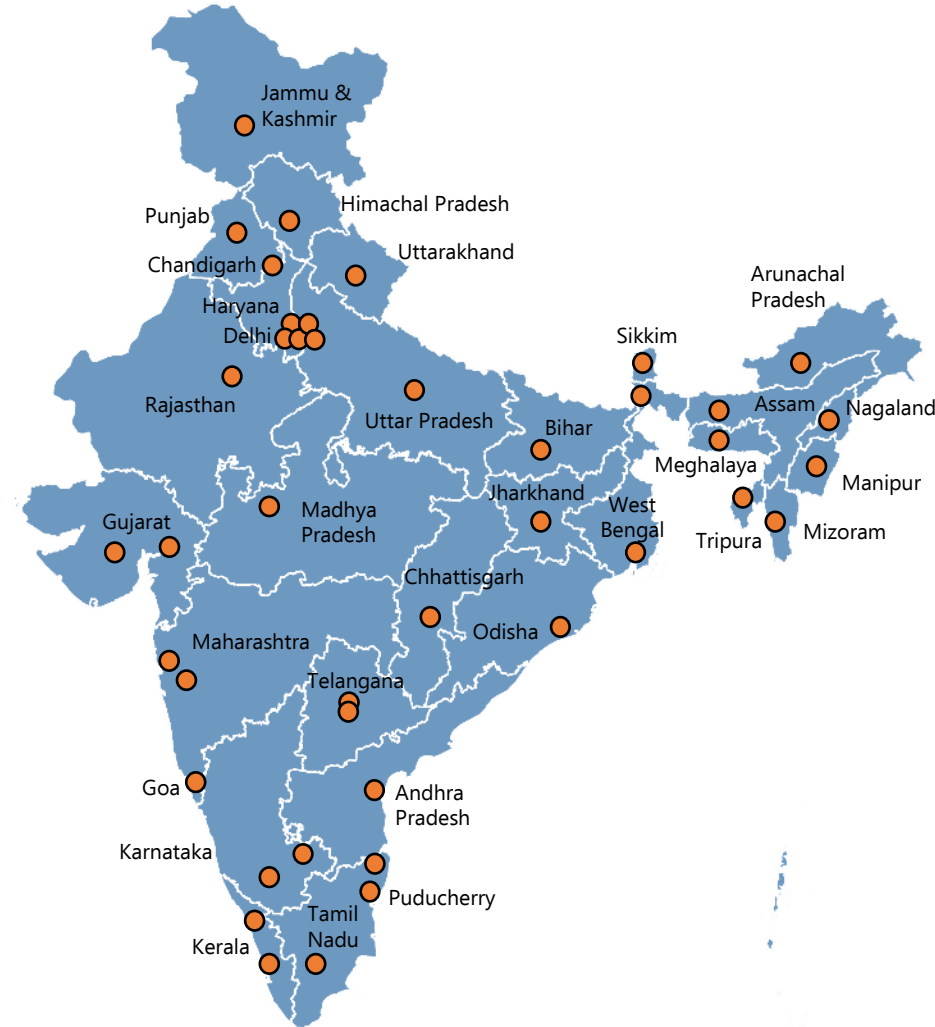 Jammu &
Kashmir
Himachal Pradesh
Punjab
Uttarakhand
Chandigarh
Arunachal
Pradesh
Haryana
Delhi
Sikkim
Rajasthan
Uttar Pradesh
Assam
Nagaland
Bihar
Meghalaya
Manipur
Jharkhand
Madhya
Pradesh
West
Bengal
Gujarat
Tripura
Mizoram
Chhattisgarh
Odisha
Maharashtra
Telangana
Goa
Andhra
Pradesh
Karnataka
Puducherry
Tamil
Nadu
Kerala